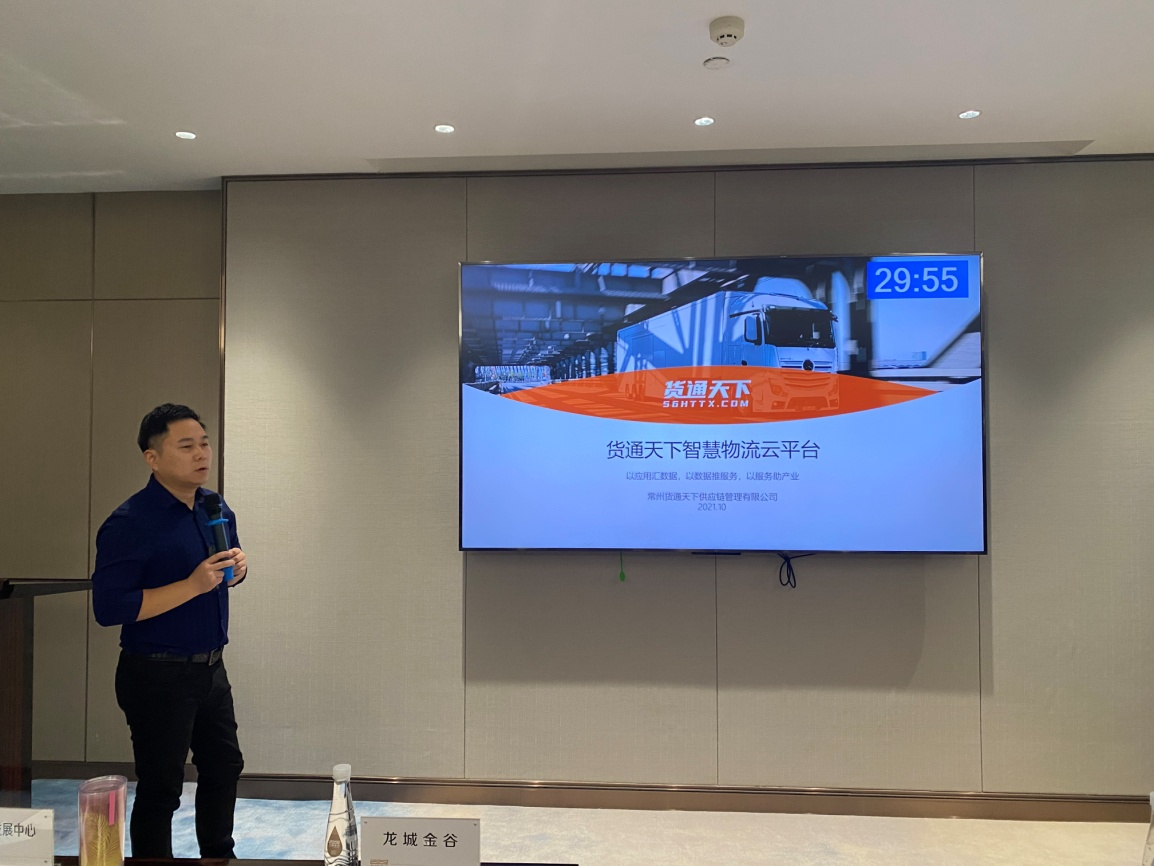 29:55
货通天下
56HTTX.COM
货通天下智慧物流云平台
以应用汇数据，以数据推服务，以服务助产业
常州货通天下供应链管理有限公司
2021.10
展中心
龙城金谷